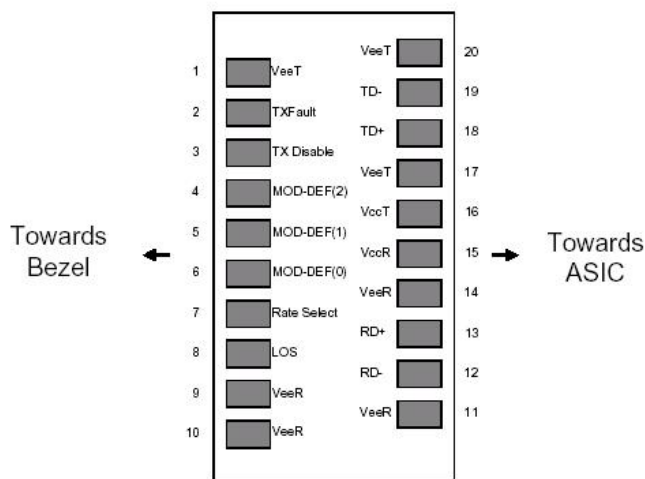 VeeT 20
1 VeeT
TD- 19
2 TXFault
TD+ 18
3 TX Disable
VeeT 17
4 MOD-DEF(2)
VccT 16
5 MOD-DEF(1)
Towards
Bezel
VccR 15
Towards
ASIC
6 MOD-DEF(0)
VeeR 14
7 Rate Select
RD+ 13
8 LOS
RD- 12
9 VeeR
VeeR 11
10 VeeR